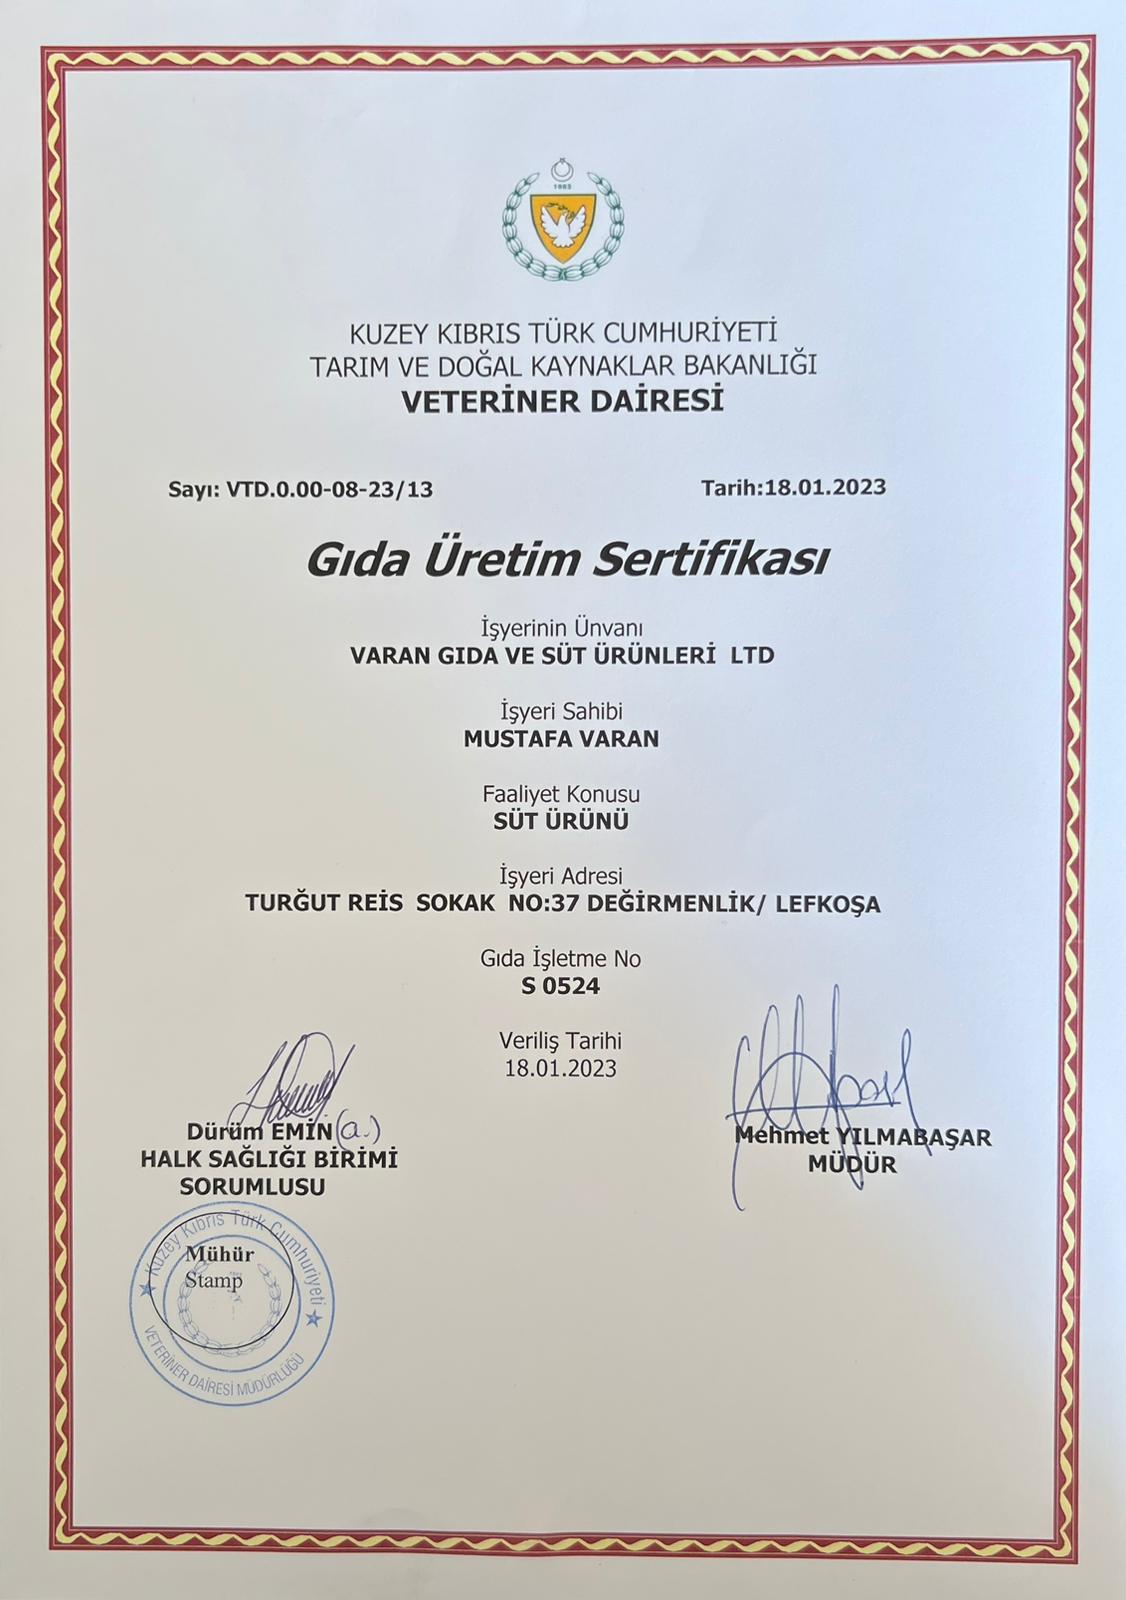 1983
KUZEY KIBRIS TÜRK CUMHURİYETİ
TARIM VE DOĞAL KAYNAKLAR BAKANLIĞI
VETERİNER DAİRESİ
Sayı: VTD.0.00-08-23/13
Tarih:18.01.2023
Gıda Üretim Sertifikası
İşyerinin Ünvanı
VARAN GIDA VE SÜT ÜRÜNLERİ LTD
İşyeri Sahibi
MUSTAFA VARAN
Faaliyet Konusu
SÜT ÜRÜNÜ
İşyeri Adresi
TURĞUT REİS SOKAK NO:37 DEĞİRMENLİK/ LEFKOŞA
Gıda İşletme No
S 0524
Veriliş Tarihi
18.01.2023
Dürüm EMİN (a.)
HALK SAĞLIĞI BİRİMİ
SORUMLUSU
Mehmet YILMABAŞAR
MÜDÜR
Kuzey Kıbrıs Türk Cumhuriyeti
Mühür
Stamp
VETERİNER DAİRESİ MÜDÜRLÜĞÜ